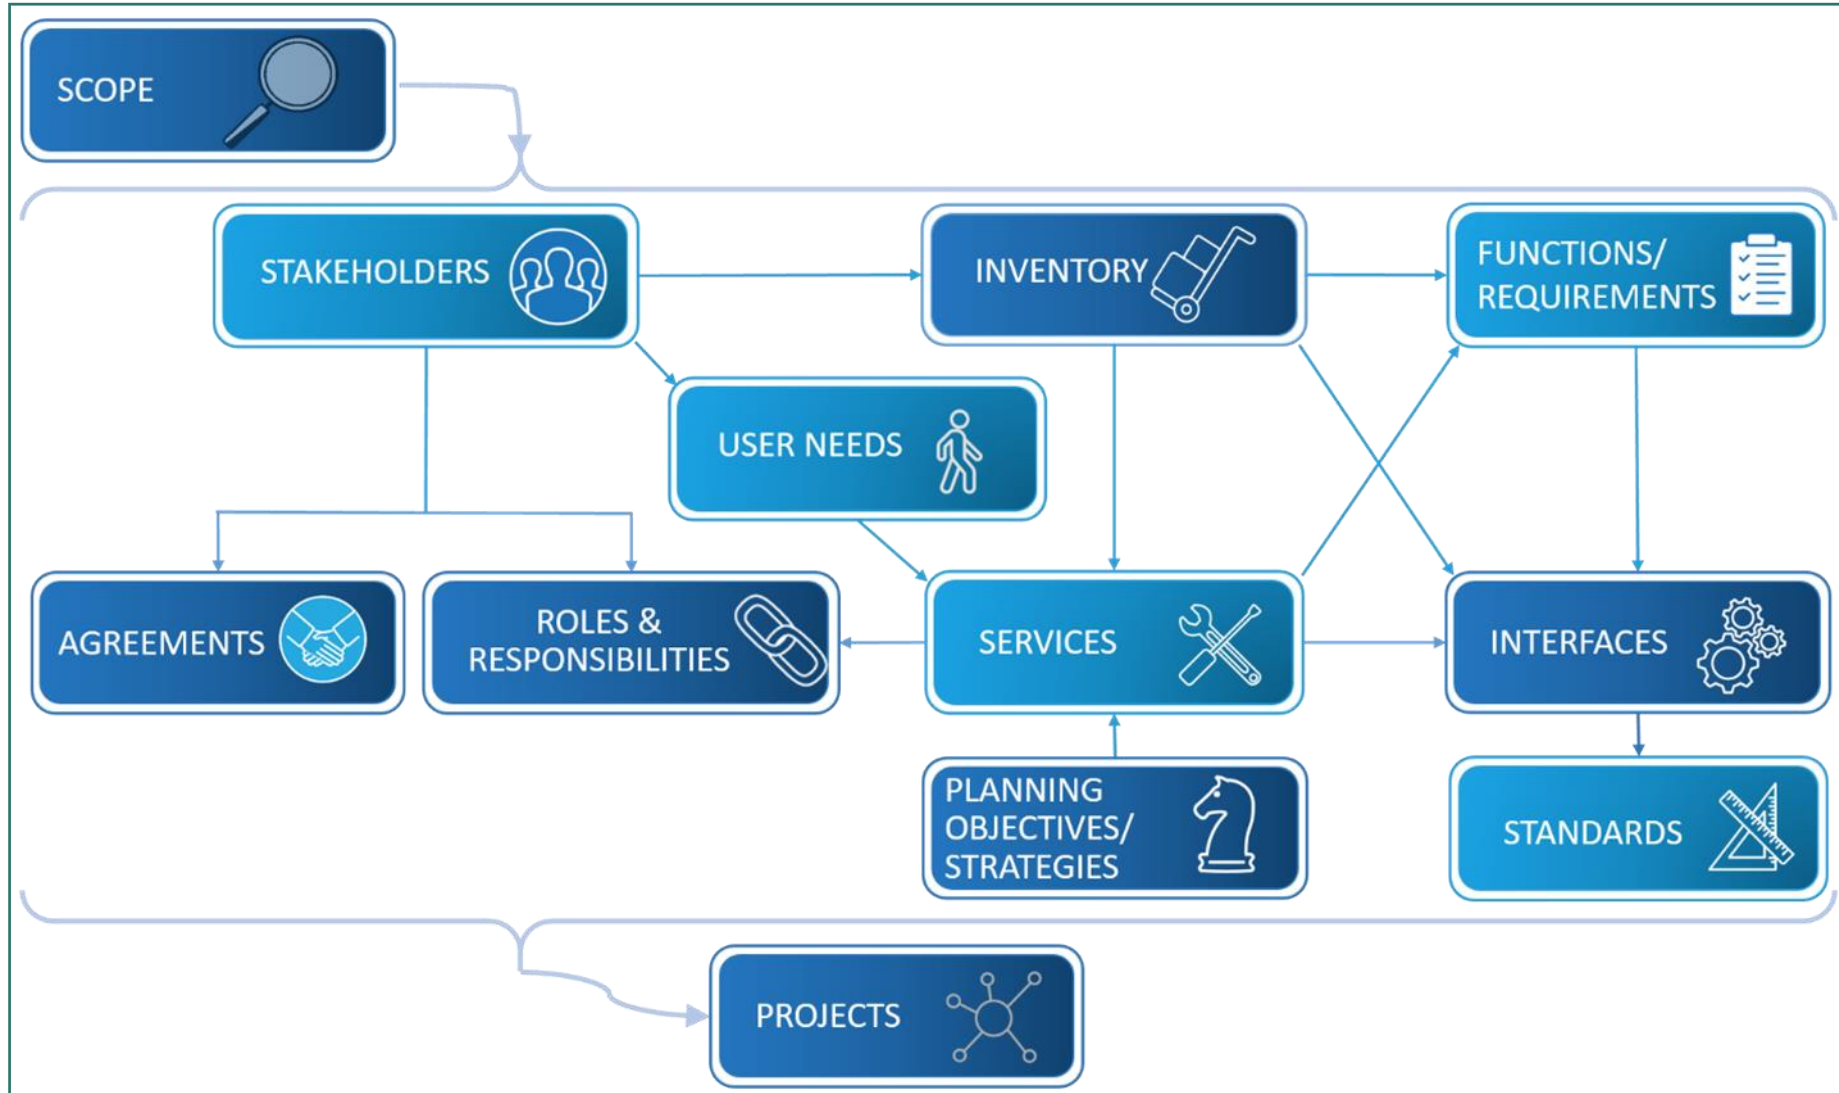 SCOPE
STAKEHOLDERS
INVENTORY
FUNCTIONS/
REQUIREMENTS
USER NEEDS
AGREEMENTS
ROLES &
RESPONSIBILITIES
SERVICES
INTERFACES
PLANNING
OBJECTIVES/
STRATEGIES
STANDARDS
PROJECTS